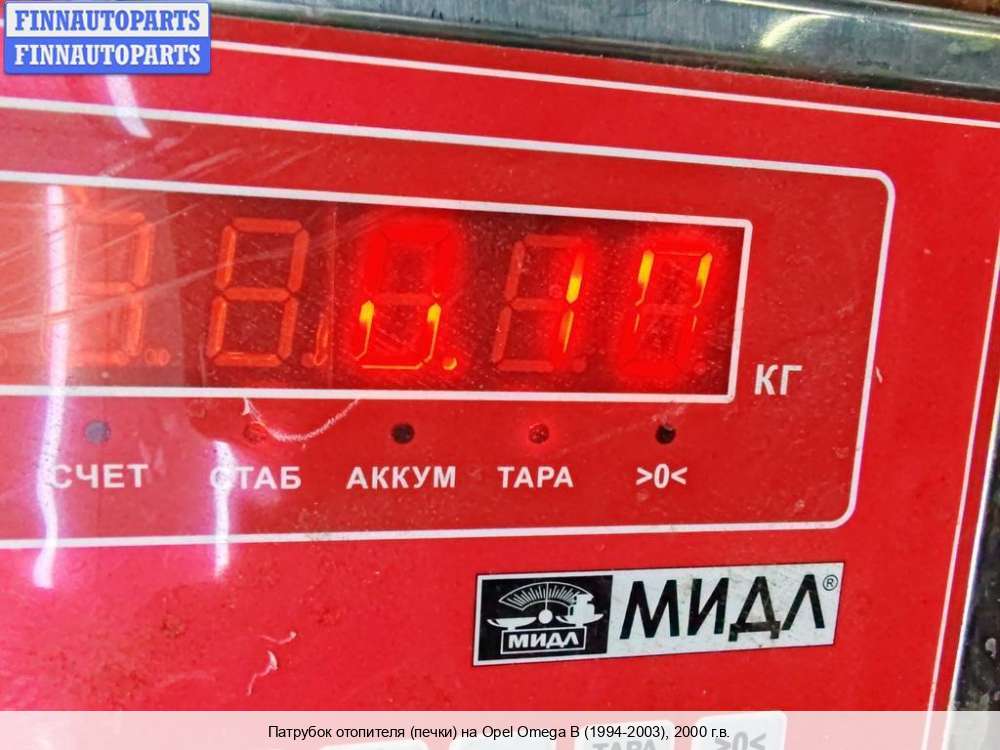 FINNAUTOPARTS
FINNAUTOPARTS
КГ
СЧЕТ СТАБ АККУМ ТАРА >0<
МИДЛ МИДЛ®
ТАРА >0<
Патрубок отопителя (печки) на Opel Omega B (1994-2003), 2000 г.в.